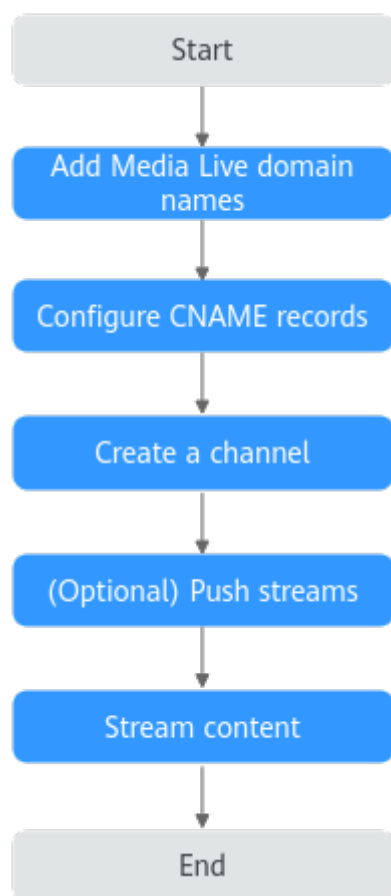 Start
Add Media Live domain
names
Configure CNAME records
Create a channel
(Optional) Push streams
Stream content
End